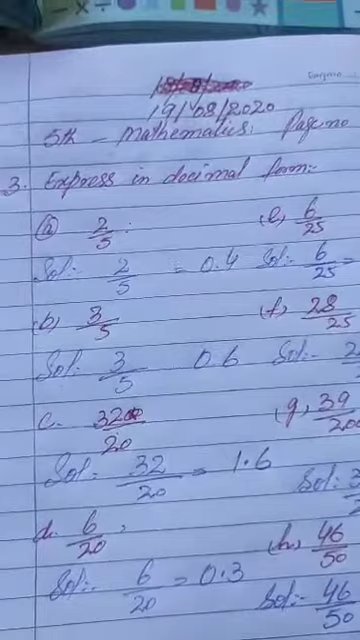 19/08/2020
5th - Mathematics. Page no
3. Express in decimal form:-
(a) 2/5 (e) 6/25
Sol:- 2/5 = 0.4 Sol:- 6/25 =
(b) 3/5 (f) 28/25
Sol:- 3/5 0.6 Sol:- 2
c. 32/20 (g) 39/200
Sol:- 32/20 = 1.6 Sol:- 3
d. 6/20 (h) 46/50
Sol:- 6/20 = 0.3 Sol:- 46/50